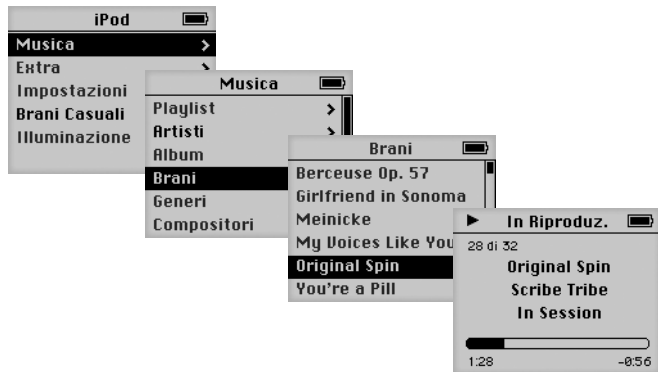 iPod
Musica
Extra
Impostazioni
Brani Casuali
Illuminazione
Musica
Playlist
Artisti
Album
Brani
Generi
Compositori
Brani
Berceuse Op. 57
Girlfriend in Sonoma
Meinicke
My Voices Like You
Original Spin
You're a Pill
In Riproduz.
28 di 32
Original Spin
Scribe Tribe
In Session
1:28 -0:56